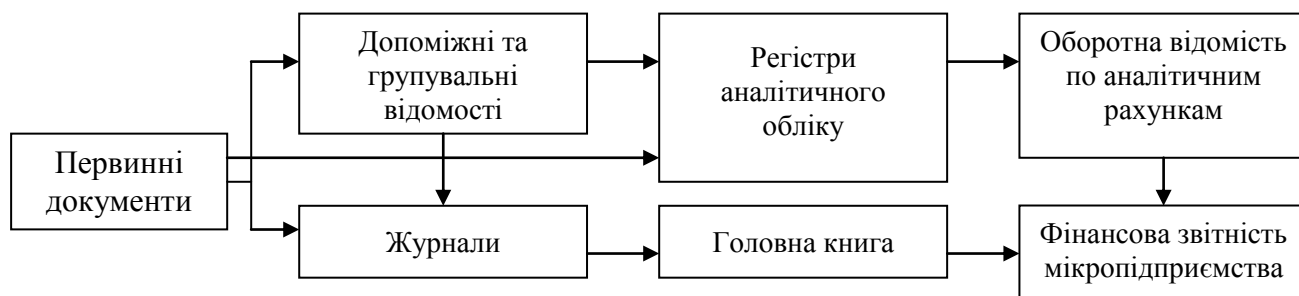 Допоміжні та
групувальні
відомості
Регістри
аналітичного
обліку
Оборотна відомість
по аналітичним
рахункам
Первинні
документи
Журнали
Головна книга
Фінансова звітність
мікропідприємства